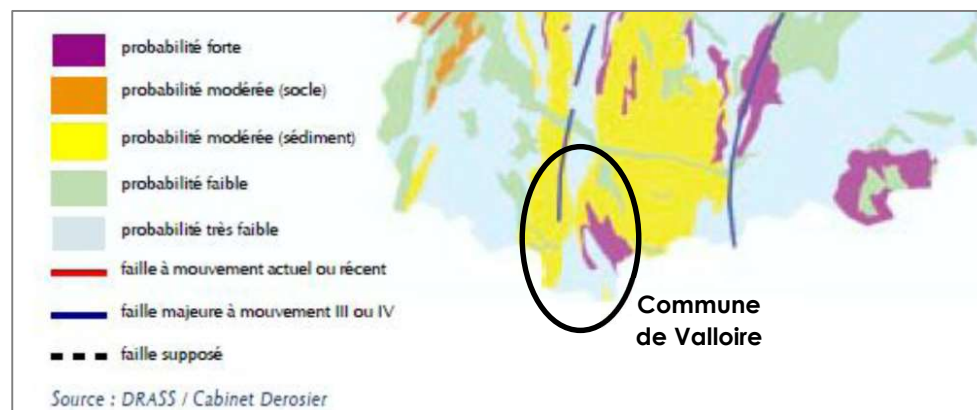 probabilité forte
probabilité modérée (socle)
probabilité modérée (sédiment)
probabilité faible
probabilité très faible
faille à mouvement actuel ou récent
faille majeure à mouvement III ou IV
faille supposé
Source : DRASS / Cabinet Derosier
Commune
de Valloire